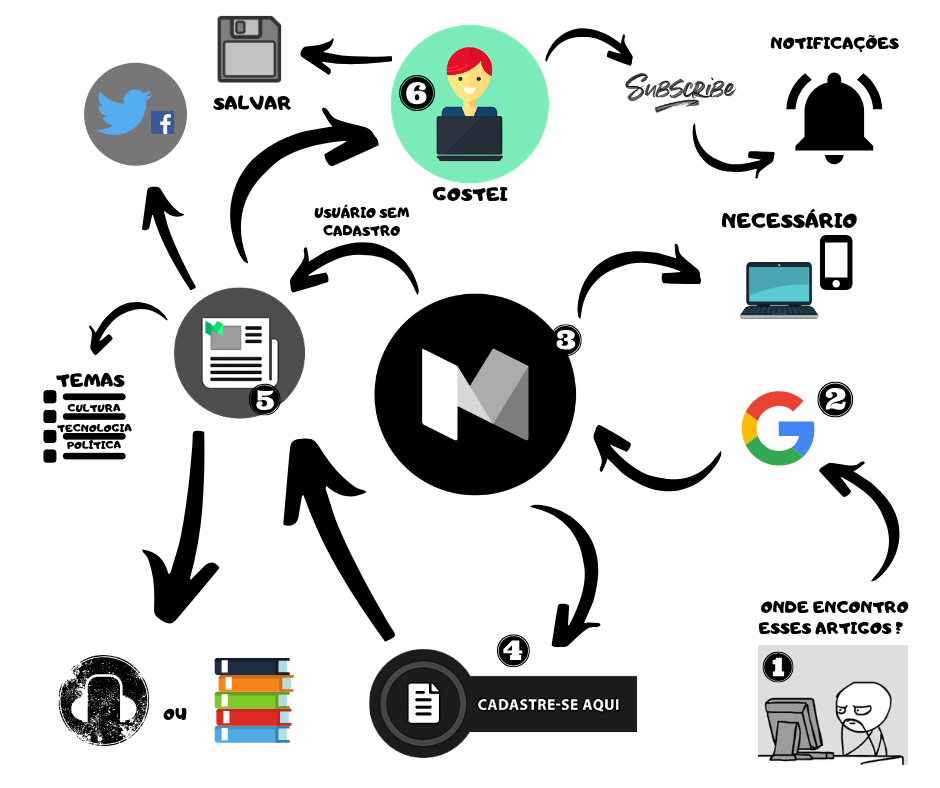 NOTIFICAÇÕES
6
SUBSCRIBE
SALVAR
GOSTEI
USUÁRIO SEM
CADASTRO
NECESSÁRIO
3
5
TEMAS
CULTURA
TECNOLOGIA
POLÍTICA
2
ONDE ENCONTRO
ESSES ARTIGOS ?
1
4
CADASTRE-SE AQUI
OU